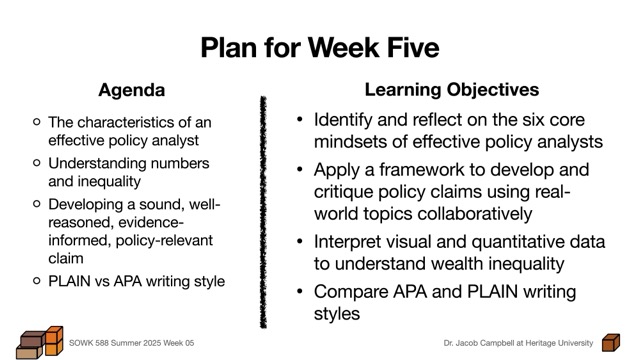 Plan for Week Five
Agenda
The characteristics of an
effective policy analyst
Understanding numbers
and inequality
Developing a sound, well-
reasoned, evidence-
informed, policy-relevant
claim
PLAIN vs APA writing style
Learning Objectives
Identify and reflect on the six core
mindsets of effective policy analysts
Apply a framework to develop and
critique policy claims using real-
world topics collaboratively
Interpret visual and quantitative data
to understand wealth inequality
Compare APA and PLAIN writing
styles
SOWK 588 Summer 2025 Week 05
Dr. Jacob Campbell at Heritage University